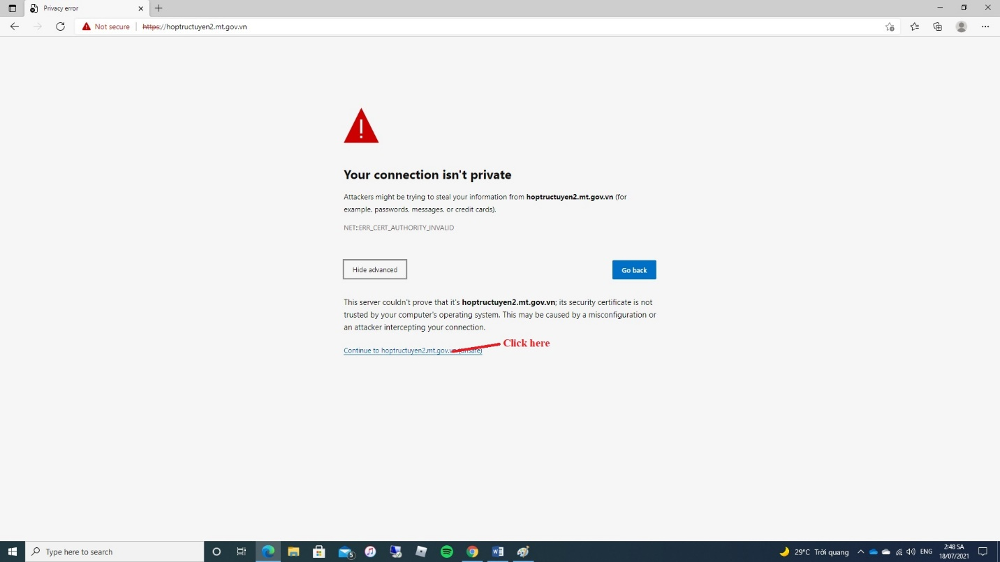 Privacy error
Not secure
https://hoptructuyen2.mt.gov.vn
Your connection isn't private
Attackers might be trying to steal your information from hoptructuyen2.mt.gov.vn (for
example, passwords, messages, or credit cards).
NET::ERR_CERT_AUTHORITY_INVALID
Hide advanced
Go back
This server couldn't prove that it's hoptructuyen2.mt.gov.vn; its security certificate is not
trusted by your computer's operating system. This may be caused by a misconfiguration or
an attacker intercepting your connection.
Continue to hoptructuyen2.mt.gov.vn (unsafe)
Click here
Type here to search
5
29°C Trời quang
ENG
2:48 SA
18/07/2021